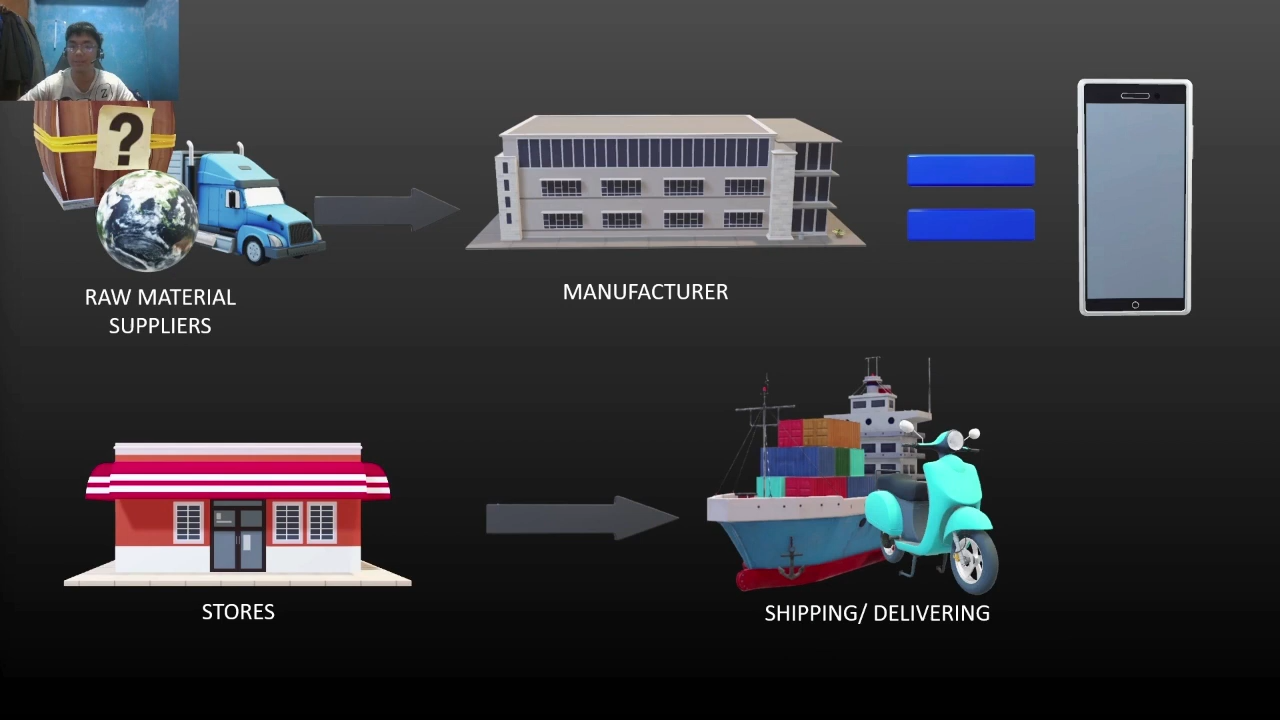 ?
RAW MATERIAL
SUPPLIERS
MANUFACTURER
STORES
SHIPPING/ DELIVERING